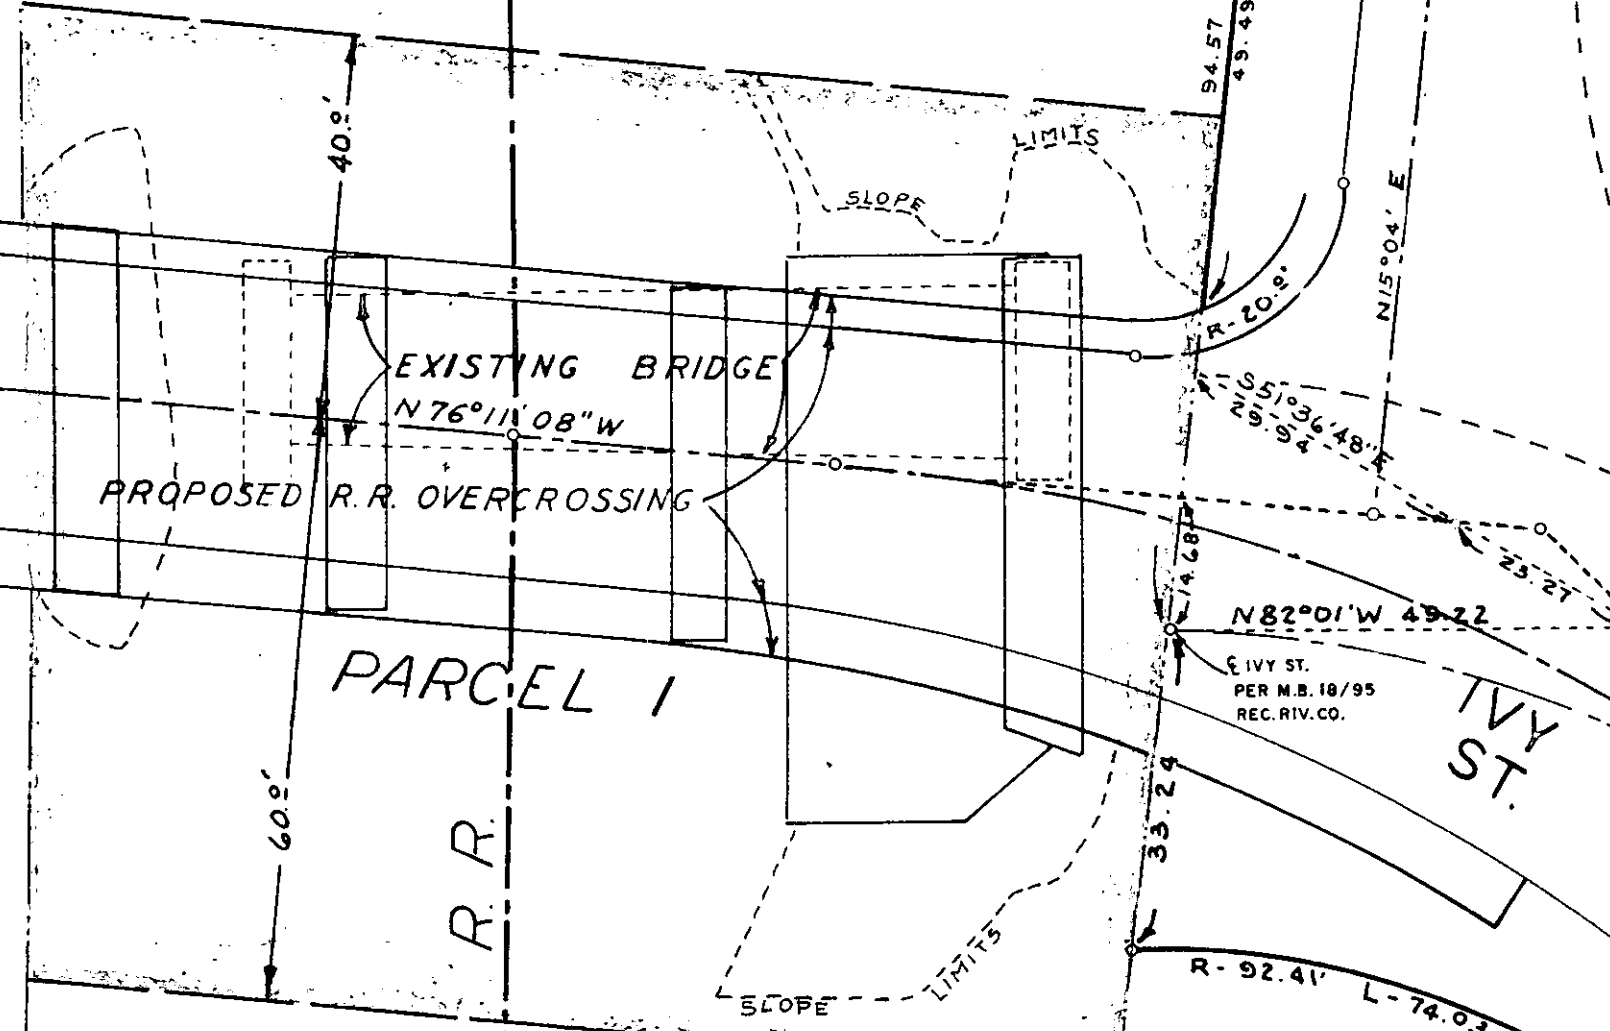 94.57
49.49
40.0'
LIMITS
SLOPE
N15°04' E
R-20.0'
EXISTING BRIDGE
N 76°11'08" W
S51°36'48"E
29.94
PROPOSED R.R. OVERCROSSING
14.68
23.27
N82°01'W 49.22
℄ IVY ST.
PER M.B. 18/95
REC. RIV. CO.
PARCEL 1
IVY
ST.
60.0'
R. R.
33.24
LIMITS
SLOPE
R- 92.41'
L-74.03